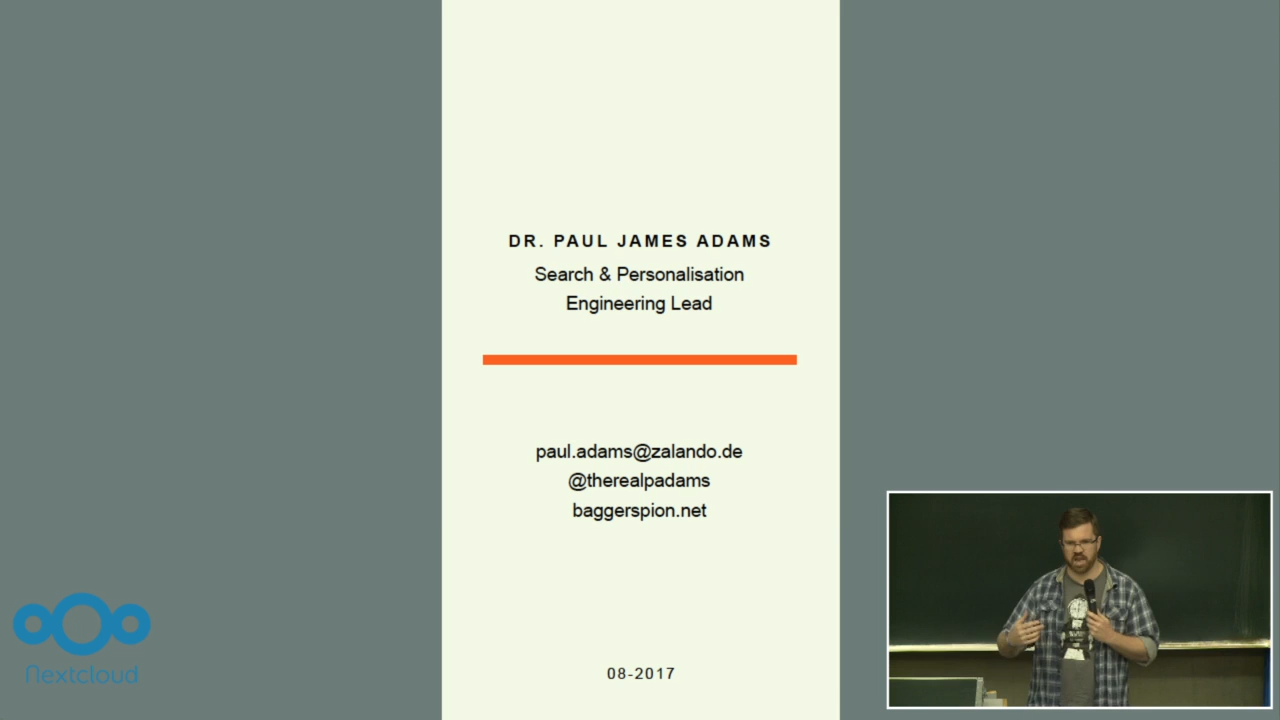 DR. PAUL JAMES ADAMS
Search & Personalisation
Engineering Lead
paul.adams@zalando.de
@therealpadams
baggerspion.net
08-2017
nextcloud